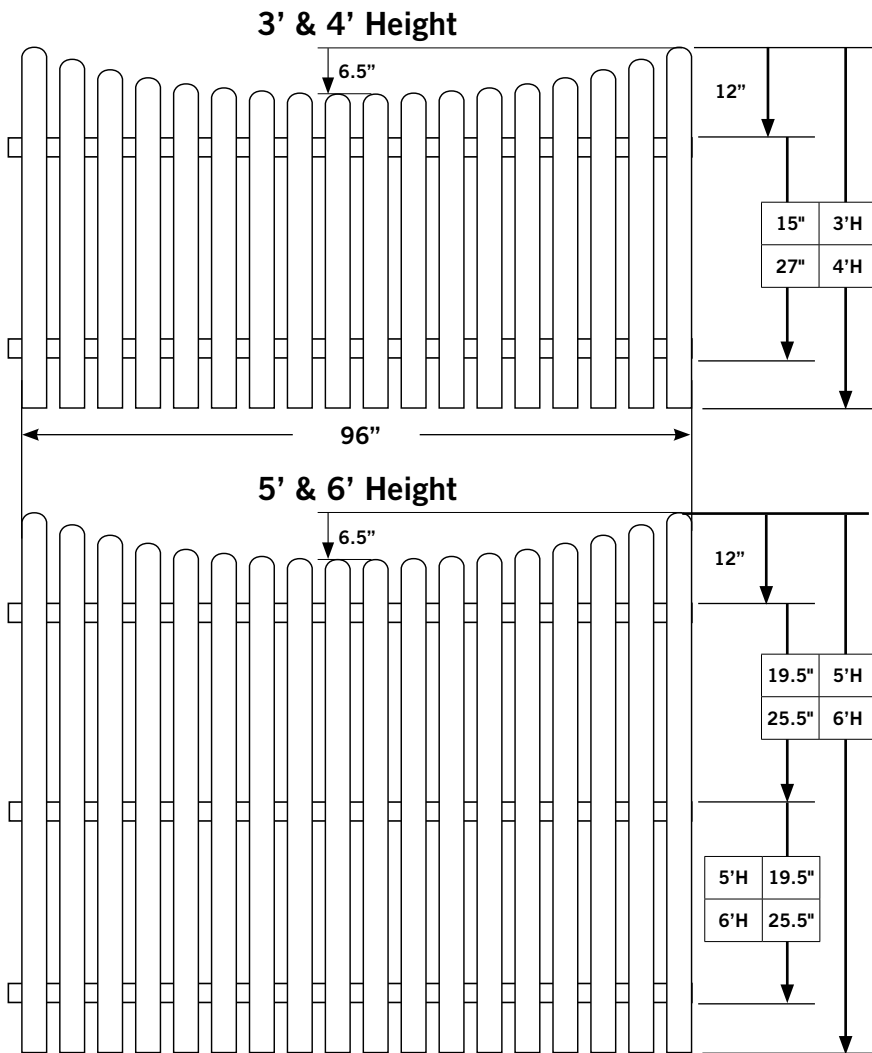 3’ & 4’ Height
6.5”
12”
15" 3’H
27" 4’H
96”
5’ & 6’ Height
6.5”
12”
19.5" 5’H
25.5" 6’H
5’H 19.5"
6’H 25.5"